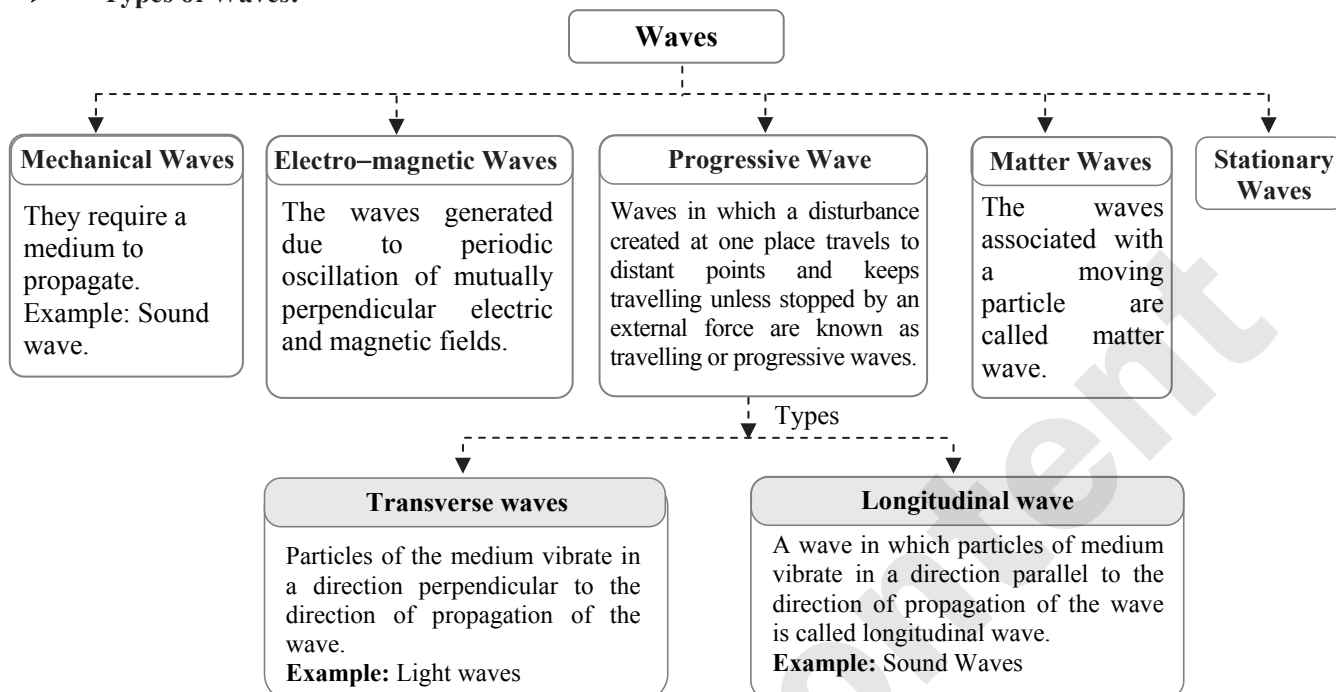 Types of Waves:
Waves
Mechanical Waves
They require a
medium to
propagate.
Example: Sound
wave.
Electro–magnetic Waves
The waves generated
due to periodic
oscillation of mutually
perpendicular electric
and magnetic fields.
Progressive Wave
Waves in which a disturbance
created at one place travels to
distant points and keeps
travelling unless stopped by an
external force are known as
travelling or progressive waves.
Matter Waves
The waves
associated with
a moving
particle are
called matter
wave.
Stationary
Waves
Types
Transverse waves
Particles of the medium vibrate in
a direction perpendicular to the
direction of propagation of the
wave.
Example: Light waves
Longitudinal wave
A wave in which particles of medium
vibrate in a direction parallel to the
direction of propagation of the wave
is called longitudinal wave.
Example: Sound Waves